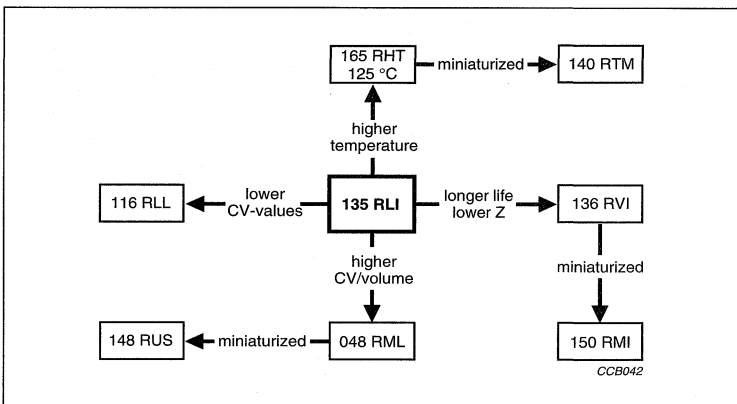 165 RHT
125 °C
miniaturized
140 RTM
higher
temperature
116 RLL
lower
CV-values
135 RLI
longer life
lower Z
136 RVI
higher
CV/volume
miniaturized
148 RUS
miniaturized
048 RML
150 RMI
CCB042